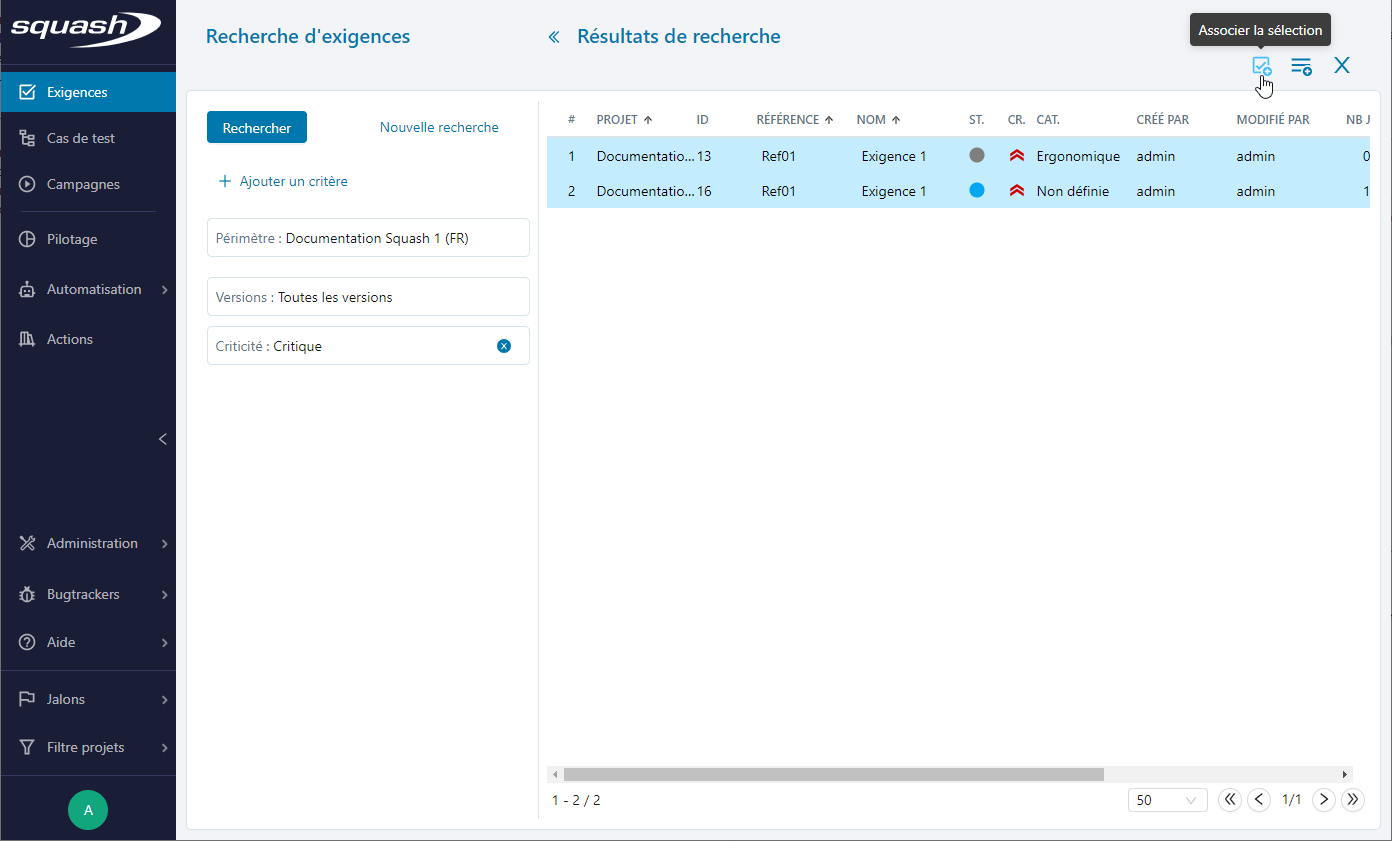 squash
Exigences
Cas de test
Campagnes
Pilotage
Automatisation
Actions
Administration
Bugtrackers
Aide
Jalons
Filtre projets
A
Recherche d'exigences
Rechercher
Nouvelle recherche
+ Ajouter un critère
Périmètre : Documentation Squash 1 (FR)
Versions : Toutes les versions
Criticité : Critique
Résultats de recherche
Associer la sélection
# PROJET ID RÉFÉRENCE NOM ST. CR. CAT. CRÉÉ PAR MODIFIÉ PAR NB J
1 Documentatio... 13 Ref01 Exigence 1 Ergonomique admin admin 0
2 Documentatio... 16 Ref01 Exigence 1 Non définie admin admin 1
1 - 2 / 2
50
1/1